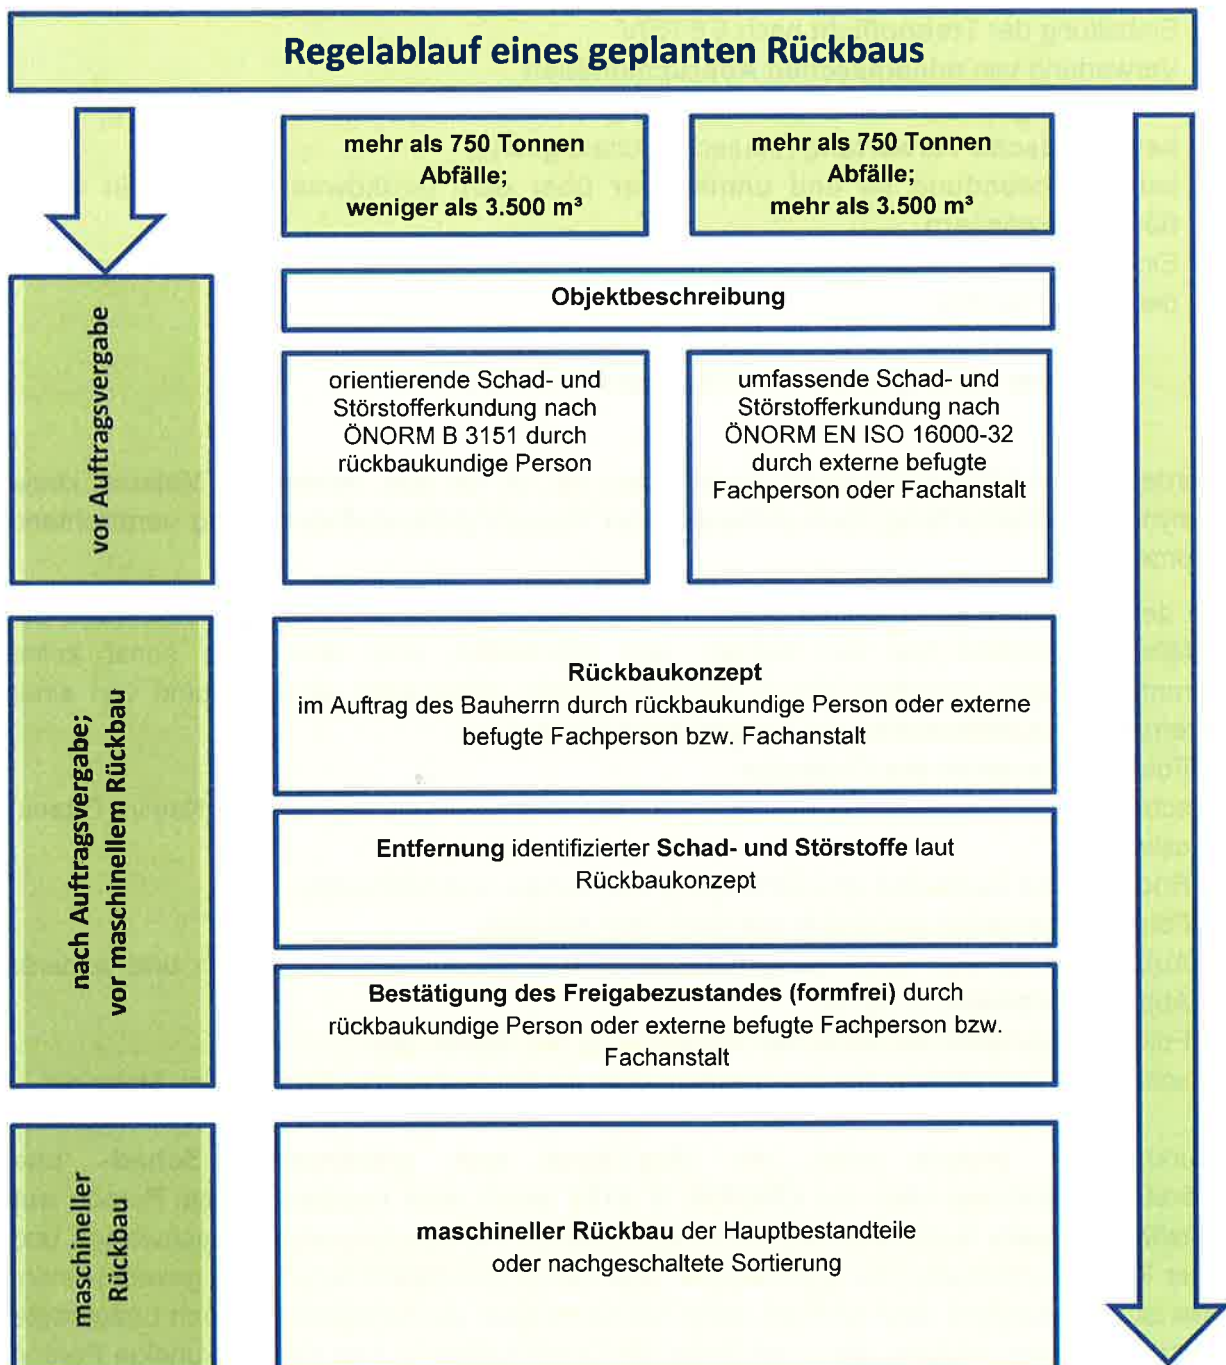 Regelablauf eines geplanten Rückbaus
mehr als 750 Tonnen
Abfälle;
weniger als 3.500 m³
mehr als 750 Tonnen
Abfälle;
mehr als 3.500 m³
vor Auftragsvergabe
Objektbeschreibung
orientierende Schad- und
Störstofferkundung nach
ÖNORM B 3151 durch
rückbaukundige Person
umfassende Schad- und
Störstofferkundung nach
ÖNORM EN ISO 16000-32
durch externe befugte
Fachperson oder Fachanstalt
nach Auftragsvergabe;
vor maschinellem Rückbau
Rückbaukonzept
im Auftrag des Bauherrn durch rückbaukundige Person oder externe
befugte Fachperson bzw. Fachanstalt
Entfernung identifizierter Schad- und Störstoffe laut
Rückbaukonzept
Bestätigung des Freigabezustandes (formfrei) durch
rückbaukundige Person oder externe befugte Fachperson bzw.
Fachanstalt
maschineller
Rückbau
maschineller Rückbau der Hauptbestandteile
oder nachgeschaltete Sortierung